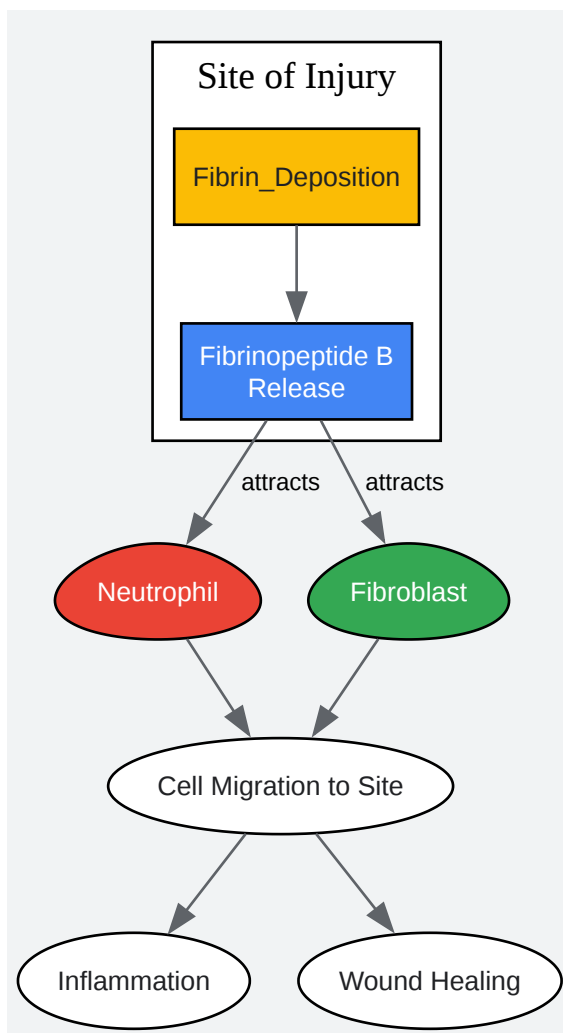 Site of Injury
Fibrin_Deposition
Fibrinopeptide B
Release
attracts
attracts
Neutrophil
Fibroblast
Cell Migration to Site
Inflammation
Wound Healing